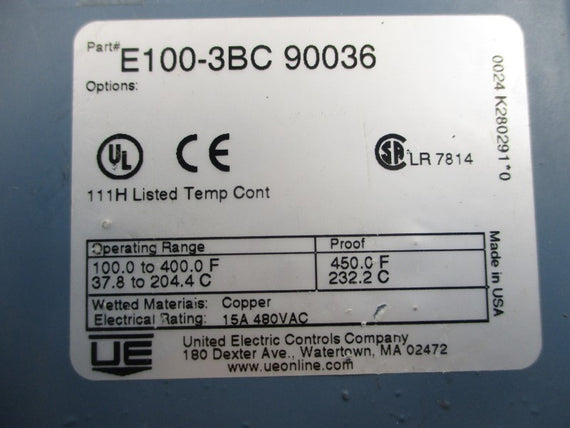 Part# E100-3BC 90036
Options:
UL CE SA LR 7814
111H Listed Temp Cont
0024 K280291*0
Operating Range Proof
100.0 to 400.0 F 450.0 F
37.8 to 204.4 C 232.2 C
Wetted Materials: Copper
Electrical Rating: 15A 480VAC
Made in USA
UE
United Electric Controls Company
180 Dexter Ave., Watertown, MA 02472
www.ueonline.com